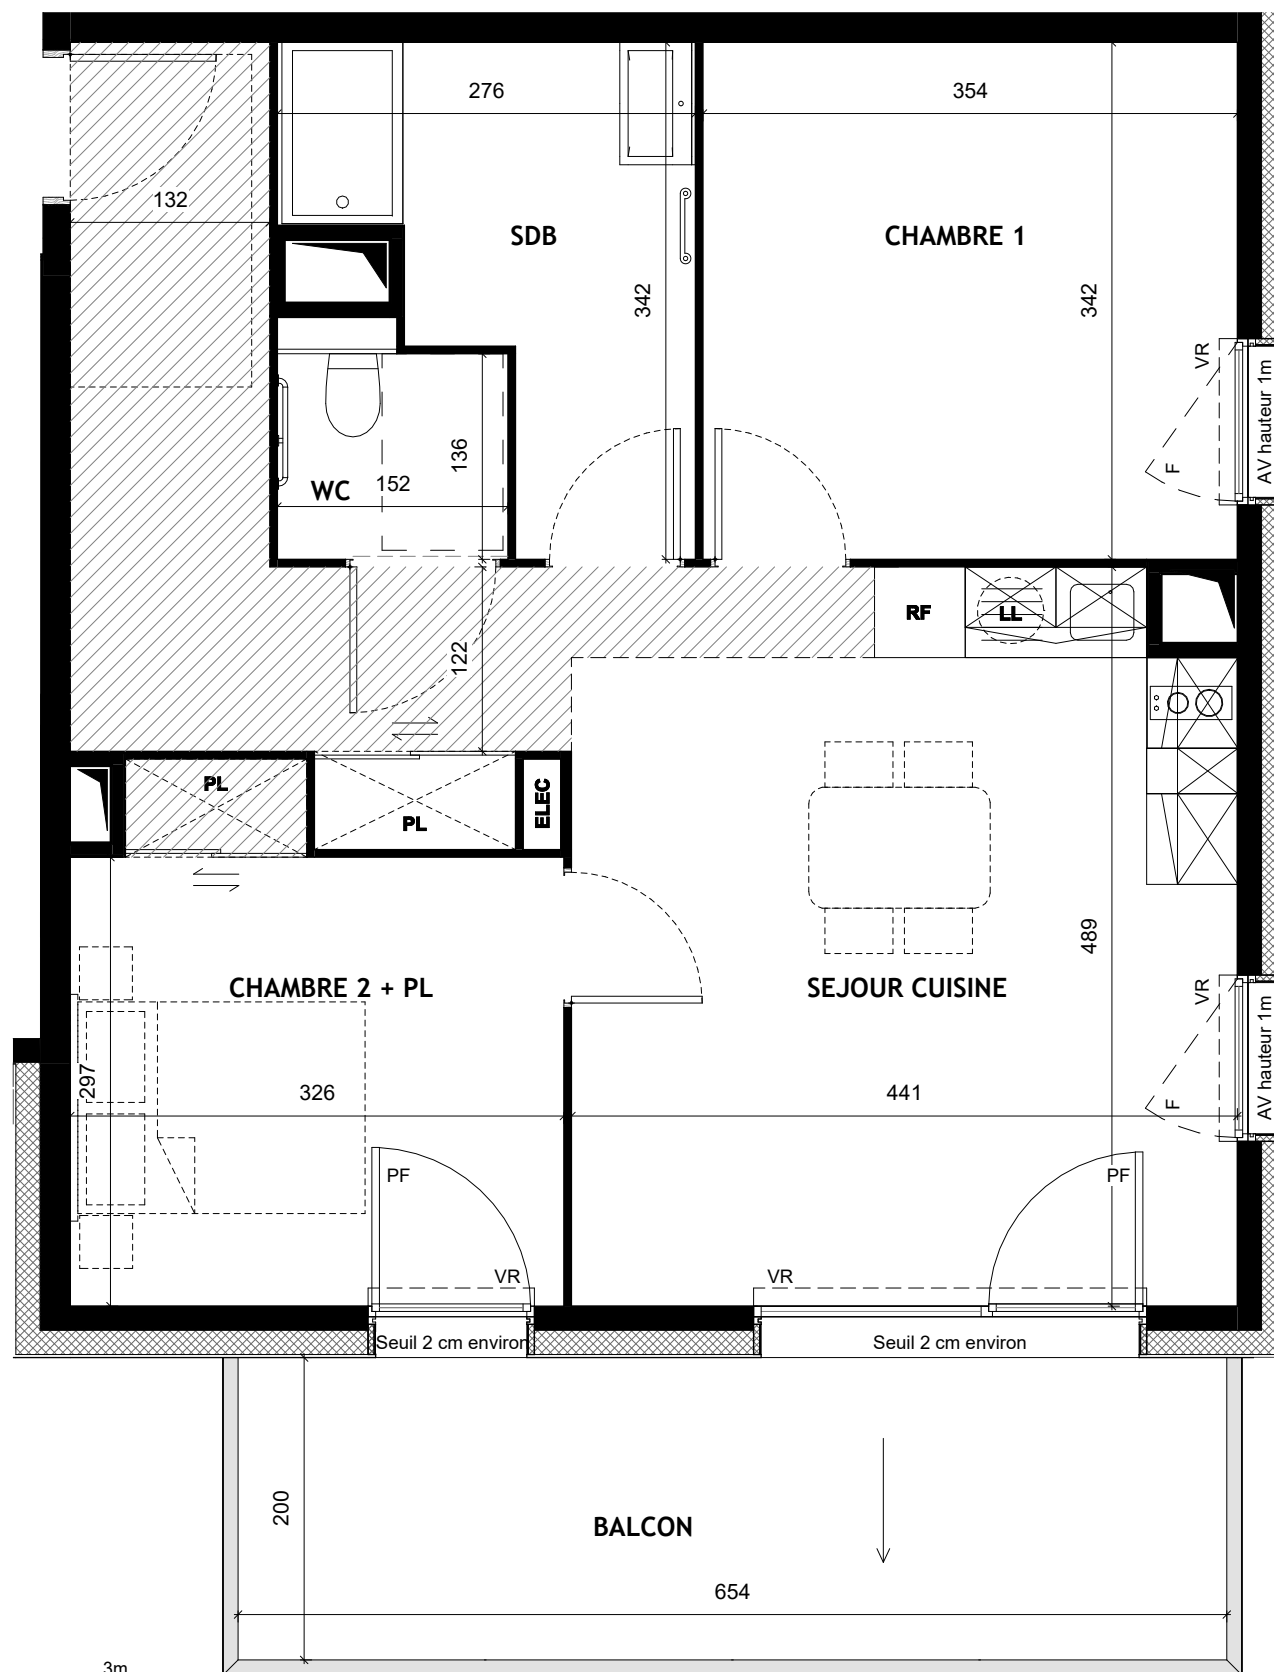 276
354
132
SDB
CHAMBRE 1
342
342
VR
AV hauteur 1m
F
136
WC
152
RF
LL
122
PL
PL
ELEC
489
CHAMBRE 2 + PL
SEJOUR CUISINE
VR
AV hauteur 1m
F
297
326
441
PF
PF
VR
VR
Seuil 2 cm environ
Seuil 2 cm environ
200
BALCON
654
3m